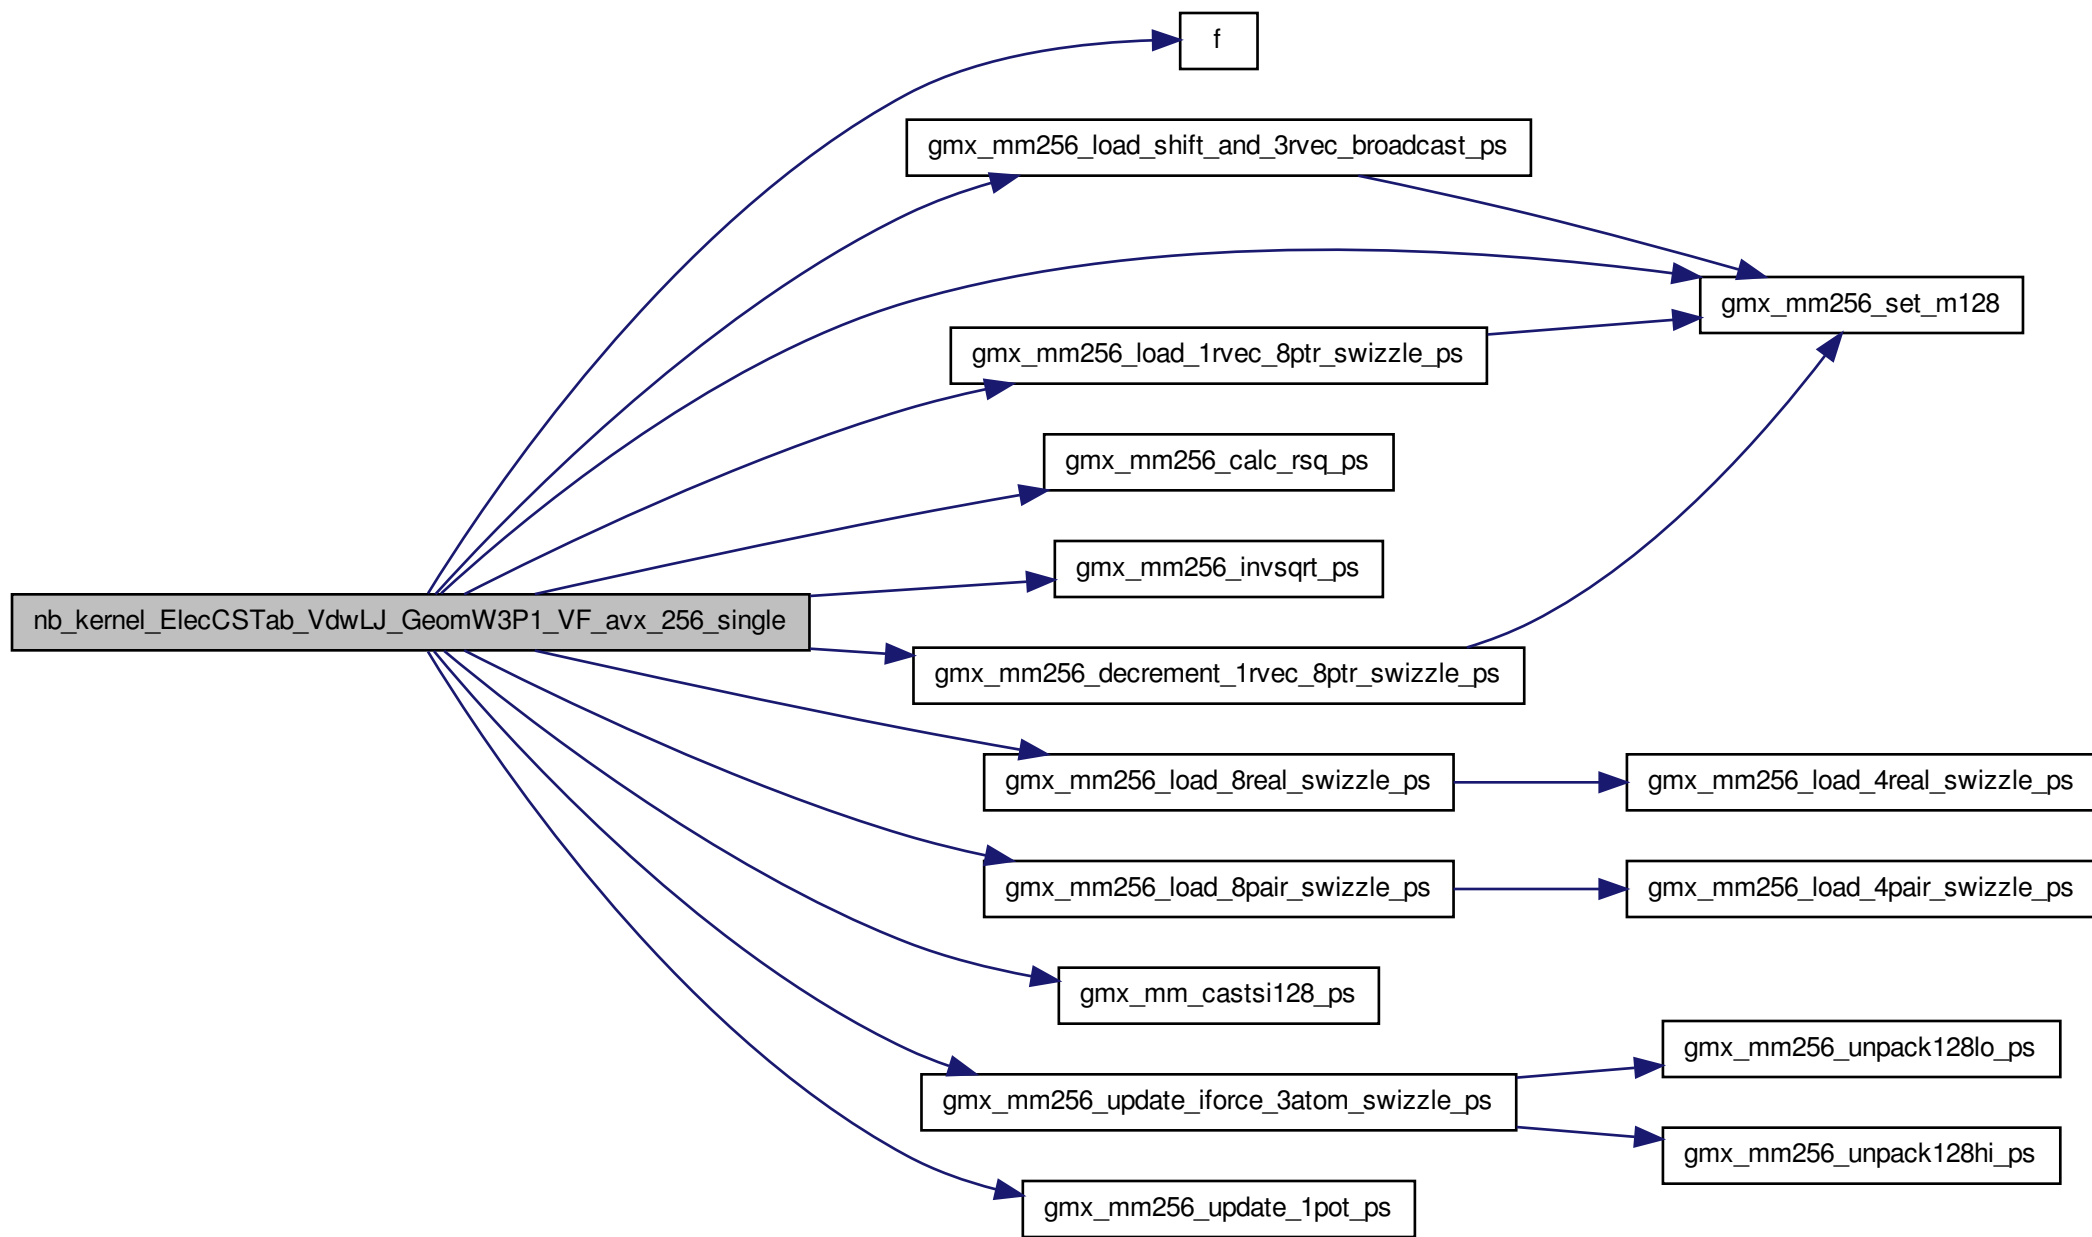 f
gmx_mm256_load_shift_and_3rvec_broadcast_ps
gmx_mm256_set_m128
gmx_mm256_load_1rvec_8ptr_swizzle_ps
gmx_mm256_calc_rsq_ps
gmx_mm256_invsqrt_ps
nb_kernel_ElecCSTab_VdwLJ_GeomW3P1_VF_avx_256_single
gmx_mm256_decrement_1rvec_8ptr_swizzle_ps
gmx_mm256_load_8real_swizzle_ps
gmx_mm256_load_4real_swizzle_ps
gmx_mm256_load_8pair_swizzle_ps
gmx_mm256_load_4pair_swizzle_ps
gmx_mm_castsi128_ps
gmx_mm256_unpack128lo_ps
gmx_mm256_update_iforce_3atom_swizzle_ps
gmx_mm256_unpack128hi_ps
gmx_mm256_update_1pot_ps